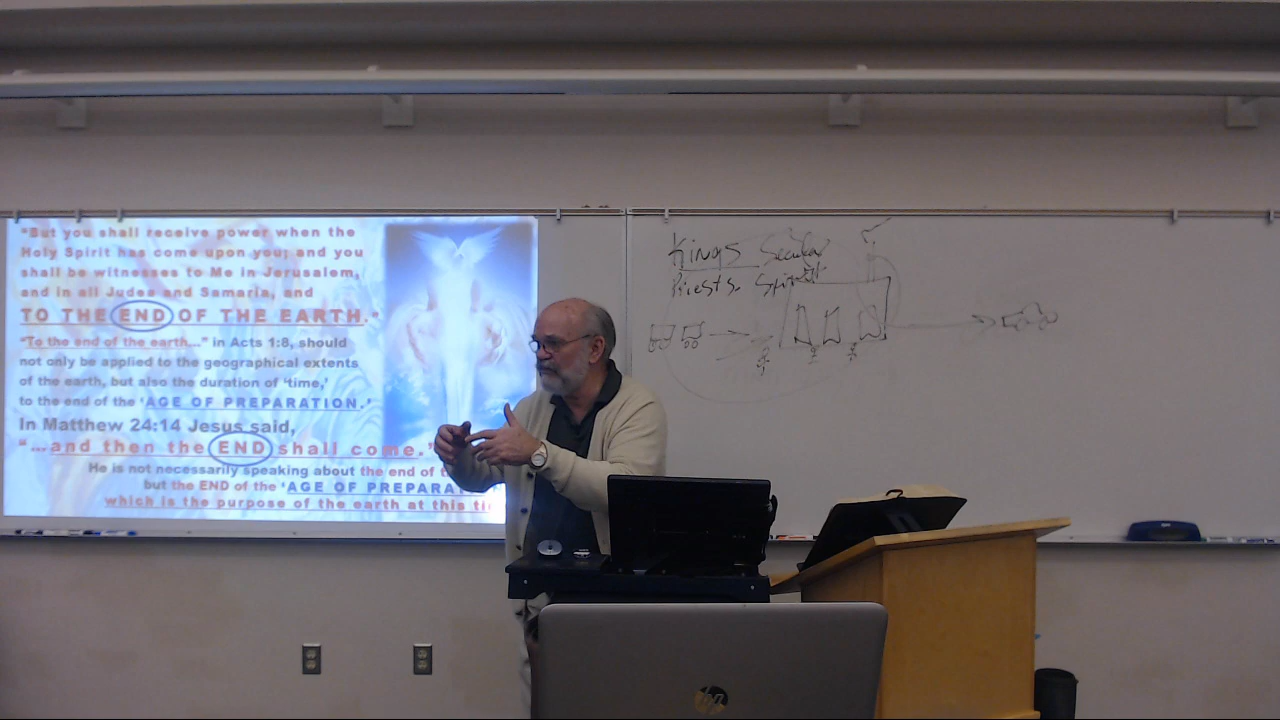 "But you shall receive power when the
Holy Spirit has come upon you; and you
shall be witnesses to Me in Jerusalem,
and in all Judea and Samaria, and
TO THE END OF THE EARTH."
"To the end of the earth..." in Acts 1:8, should
not only be applied to the geographical extents
of the earth, but also the duration of 'time,'
to the end of the 'AGE OF PREPARATION.'
In Matthew 24:14 Jesus said,
"...and then the END shall come."
He is not necessarily speaking about the end of t
but the END of the 'AGE OF PREPARA
which is the purpose of the earth at this ti
Kings Secular
Priests. Spiritual
hp